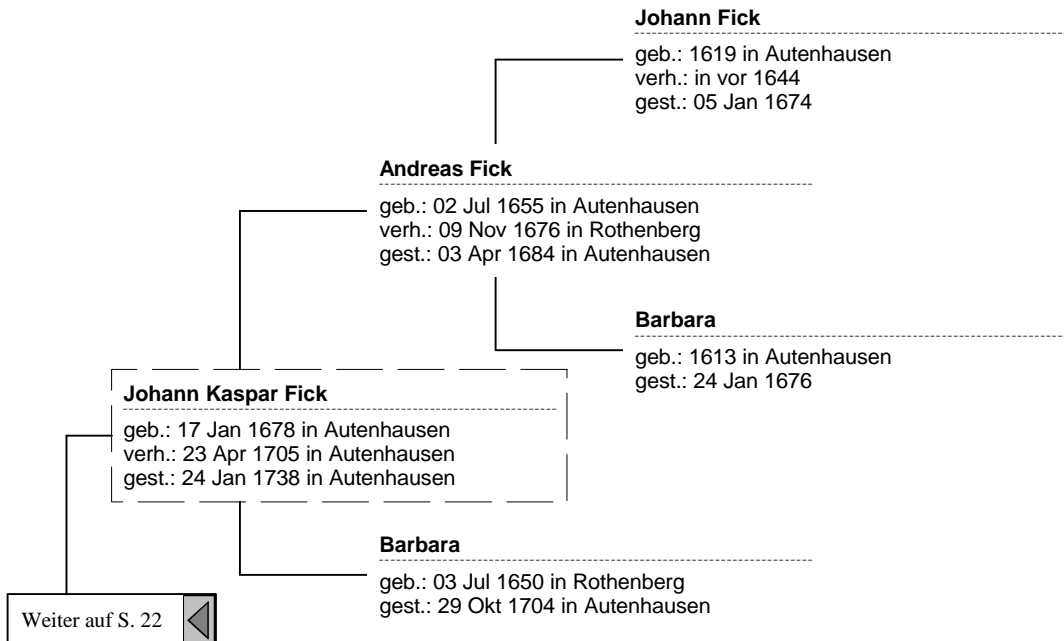 Johann Fick
geb.: 1619 in Autenhausen
verh.: in vor 1644
gest.: 05 Jan 1674
Andreas Fick
geb.: 02 Jul 1655 in Autenhausen
verh.: 09 Nov 1676 in Rothenberg
gest.: 03 Apr 1684 in Autenhausen
Barbara
geb.: 1613 in Autenhausen
gest.: 24 Jan 1676
Johann Kaspar Fick
geb.: 17 Jan 1678 in Autenhausen
verh.: 23 Apr 1705 in Autenhausen
gest.: 24 Jan 1738 in Autenhausen
Barbara
geb.: 03 Jul 1650 in Rothenberg
gest.: 29 Okt 1704 in Autenhausen
Weiter auf S. 22